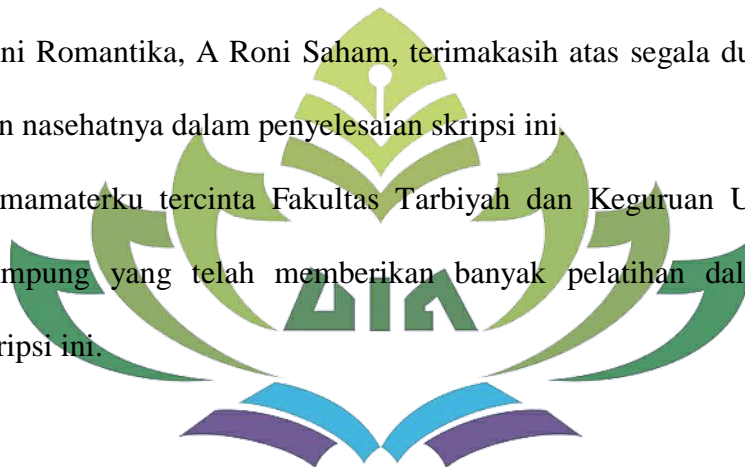 ni Romantika, A Roni Saham, terimakasih atas segala du
n nasehatnya dalam penyelesaian skripsi ini.
mamaterku tercinta Fakultas Tarbiyah dan Keguruan U
mpung yang telah memberikan banyak pelatihan dal
ripsi ini.
UIN